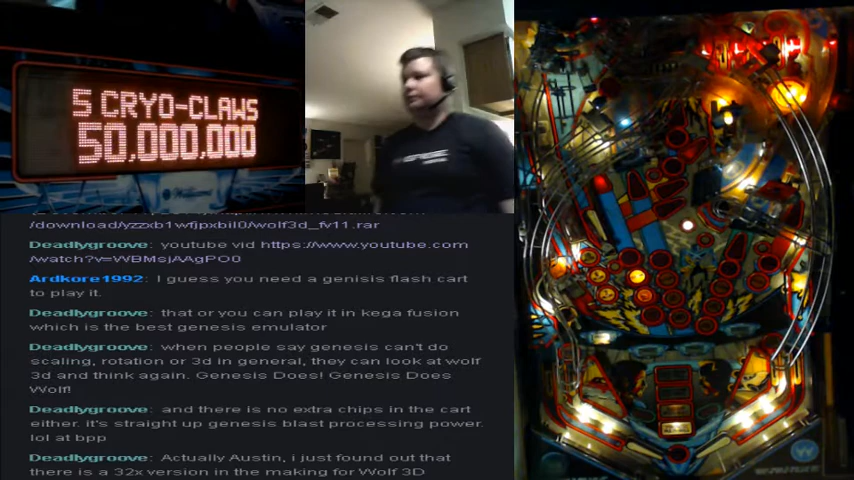 5 CRYO-CLAWS
50,000,000
Williams
/download/yzzxb1wfjpxbil0/wolf3d_fv11.rar
Deadlygroove: youtube vid https://www.youtube.com
/watch?v=WBMsjAAgPO0
Ardkore1992: I guess you need a genisis flash cart
to play it.
Deadlygroove: that or you can play it in kega fusion
which is the best genesis emulator
Deadlygroove: when people say genesis can't do
scaling, rotation or 3d in general, they can look at wolf
3d and think again. Genesis Does! Genesis Does
Wolf!
Deadlygroove: and there is no extra chips in the cart
either. it's straight up genesis blast processing power.
lol at bpp
Deadlygroove: Actually Austin, i just found out that
there is a 32x version in the making for Wolf 3D